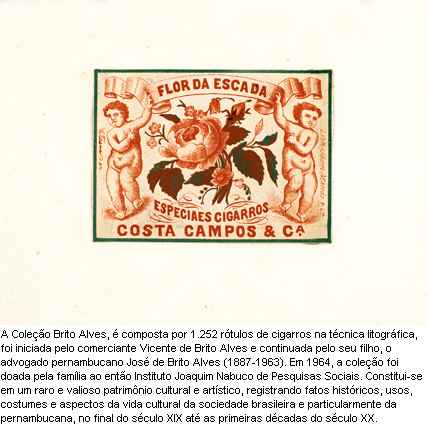 FLOR DA ESCADA
ESPECIAES CIGARROS
COSTA CAMPOS & Cᴬ
A Coleção Brito Alves, é composta por 1.252 rótulos de cigarros na técnica litográfica,
foi iniciada pelo comerciante Vicente de Brito Alves e continuada pelo seu filho, o
advogado pernambucano José de Brito Alves (1887-1963). Em 1964, a coleção foi
doada pela família ao então Instituto Joaquim Nabuco de Pesquisas Sociais. Constitui-se
em um raro e valioso patrimônio cultural e artístico, registrando fatos históricos, usos,
costumes e aspectos da vida cultural da sociedade brasileira e particularmente da
pernambucana, no final do século XIX até as primeiras décadas do século XX.